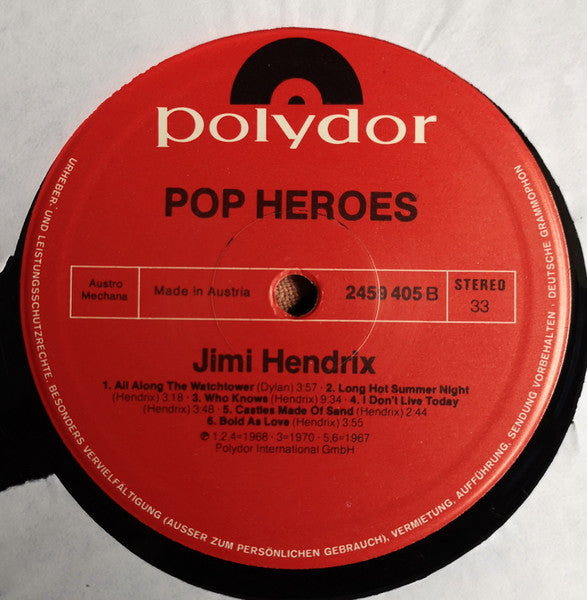 polydor
POP HEROES
Austro
Mechana
Made in Austria
2459 405 B
STEREO
33
Jimi Hendrix
1. All Along The Watchtower (Dylan) 3:57 · 2. Long Hot Summer Night
(Hendrix) 3:18 · 3. Who Knows (Hendrix) 9:34 · 4. I Don't Live Today
(Hendrix) 3:48 · 5. Castles Made Of Sand (Hendrix) 2:44
6. Bold As Love (Hendrix) 3:55
℗ 1,2,4=1968 · 3=1970 · 5,6=1967
Polydor International GmbH
URHEBER- UND LEISTUNGSSCHUTZRECHTE, BESONDERS VERVIELFÄLTIGUNG (AUSSER ZUM PERSÖNLICHEN GEBRAUCH), VERMIETUNG, AUFFÜHRUNG, SENDUNG VORBEHALTEN · DEUTSCHE GRAMMOPHON